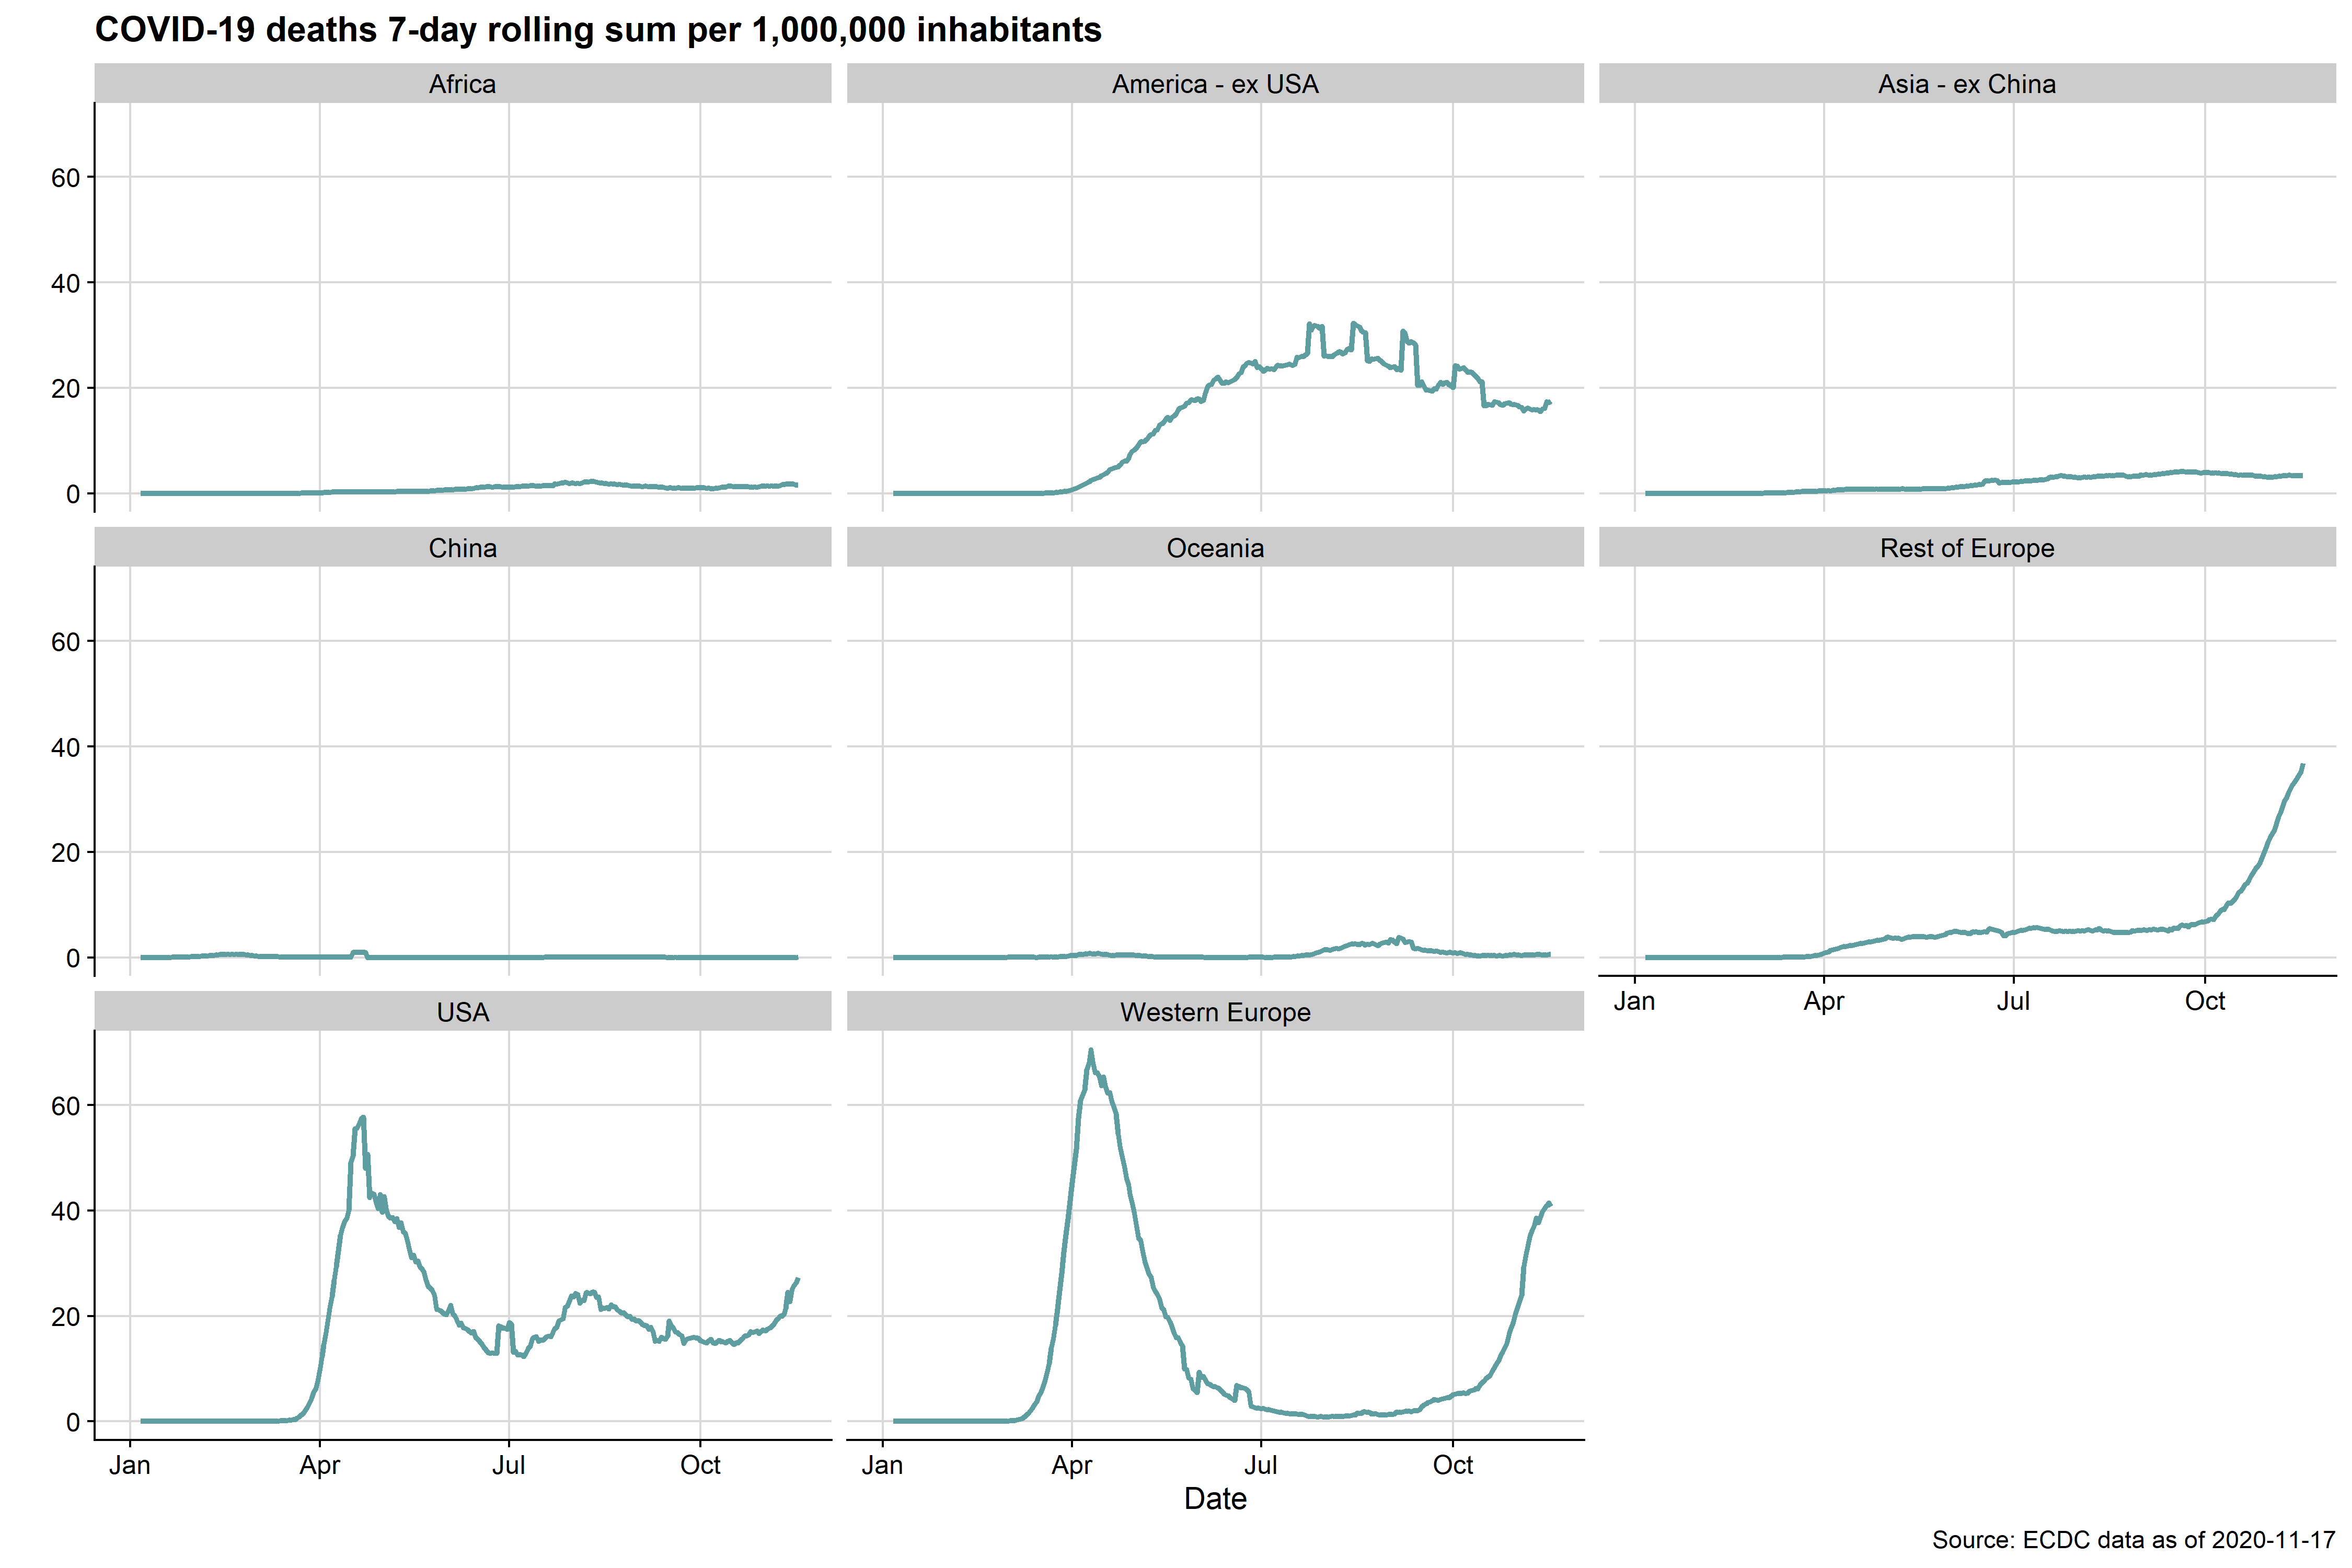 COVID-19 deaths 7-day rolling sum per 1,000,000 inhabitants
Africa
America - ex USA
Asia - ex China
60
40
20
0
China
Oceania
Rest of Europe
60
40
20
0
Jan Apr Jul Oct
USA
Western Europe
60
40
20
0
Jan Apr Jul Oct
Jan Apr Jul Oct
Date
Source: ECDC data as of 2020-11-17